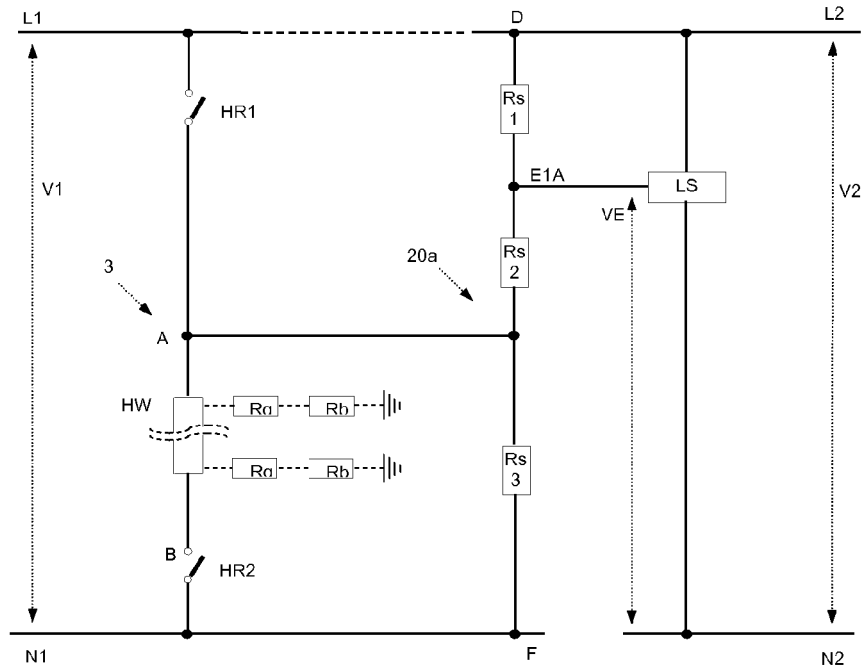 L1
D
L2
HR1
Rs
1
E1A
LS
V1
VE
V2
3
20a
Rs
2
A
HW
Ra
Rb
Ra
Rb
Rs
3
B
HR2
N1
F
N2